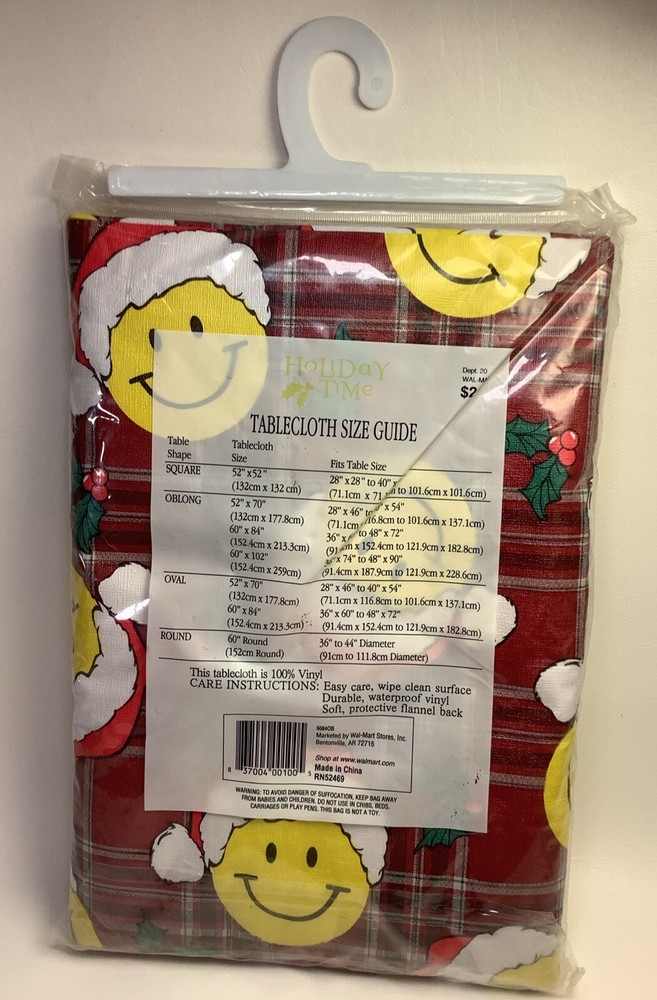 HOLIDAY
TIME
Dept. 20
TABLECLOTH SIZE GUIDE
Table Shape Tablecloth Size Fits Table Size
SQUARE 52" x 52" 28" x 28" to 40" x
(132cm x 132 cm) (71.1cm x 71. to 101.6cm x 101.6cm)
OBLONG 52" x 70" 28" x 46" to x 54"
(132cm x 177.8cm) (71.1cm 16.8cm to 101.6cm x 137.1cm)
60" x 84" 36" x to 48" x 72"
(152.4cm x 213.3cm) (91. cm x 152.4cm to 121.9cm x 182.8cm)
60" x 102" x 74" to 48" x 90"
(152.4cm x 259cm) (91.4cm x 187.9cm to 121.9cm x 228.6cm)
OVAL 52" x 70" 28" x 46" to 40" x 54"
(132cm x 177.8cm) (71.1cm x 116.8cm to 101.6cm x 137.1cm)
60" x 84" 36" x 60" to 48" x 72"
(152.4cm x 213.3cm) (91.4cm x 152.4cm to 121.9cm x 182.8cm)
ROUND 60" Round 36" to 44" Diameter
(152cm Round) (91cm to 111.8cm Diameter)
This tablecloth is 100% Vinyl
CARE INSTRUCTIONS: Easy care, wipe clean surface
Durable, waterproof vinyl
Soft, protective flannel back
Marketed by Wal-Mart Stores, Inc.
Bentonville, AR 72716
Shop at www.walmart.com
Made in China
RN52469
8 37004 00100 5
WARNING: TO AVOID DANGER OF SUFFOCATION, KEEP BAG AWAY
FROM BABIES AND CHILDREN. DO NOT USE IN CRIBS, BEDS,
CARRIAGES OR PLAY PENS. THIS BAG IS NOT A TOY.